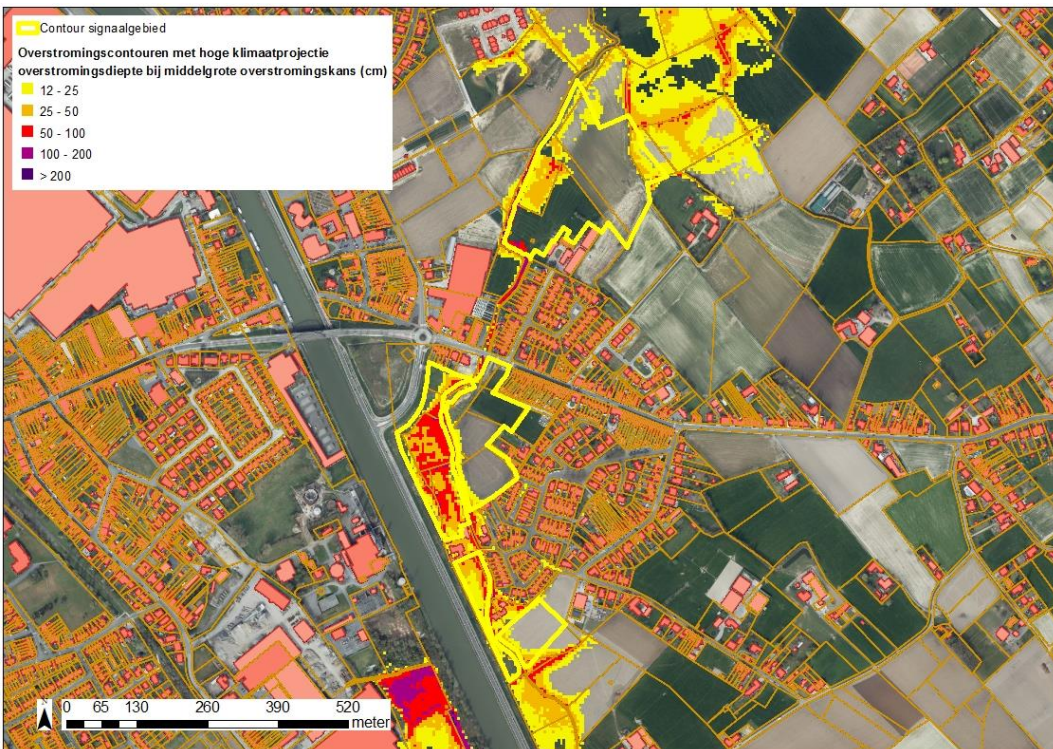 Contour signaalgebied
Overstromingscontouren met hoge klimaatprojectie
overstromingsdiepte bij middelgrote overstromingskans (cm)
12 - 25
25 - 50
50 - 100
100 - 200
> 200
0 65 130 260 390 520
meter